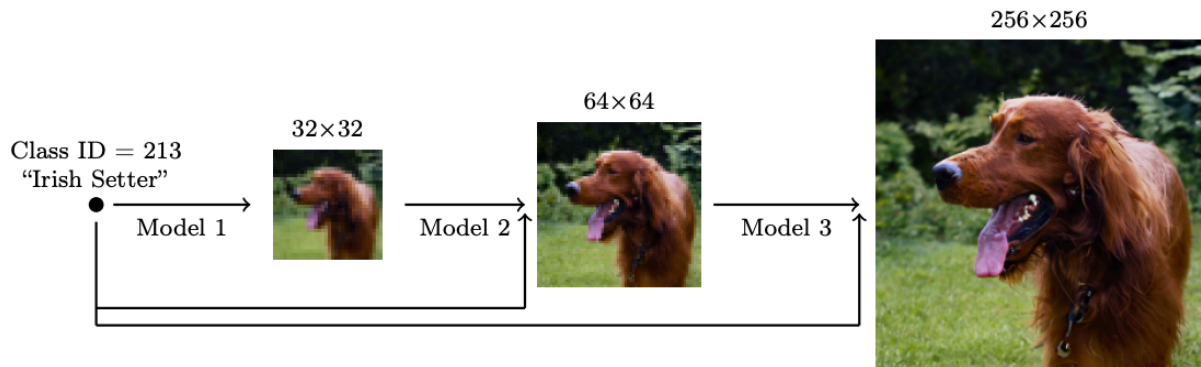 Class ID = 213
“Irish Setter”
Model 1
32×32
Model 2
64×64
Model 3
256×256